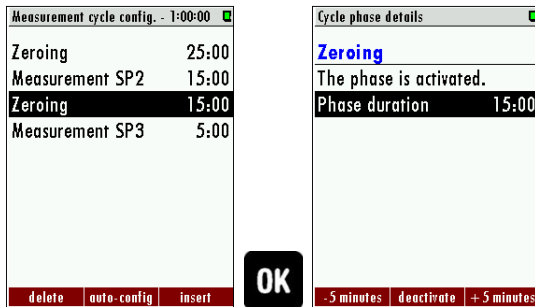 Measurement cycle config. - 1:00:00
Zeroing 25:00
Measurement SP2 15:00
Zeroing 15:00
Measurement SP3 5:00
delete auto-config insert
OK
Cycle phase details
Zeroing
The phase is activated.
Phase duration 15:00
- 5 minutes deactivate + 5 minutes